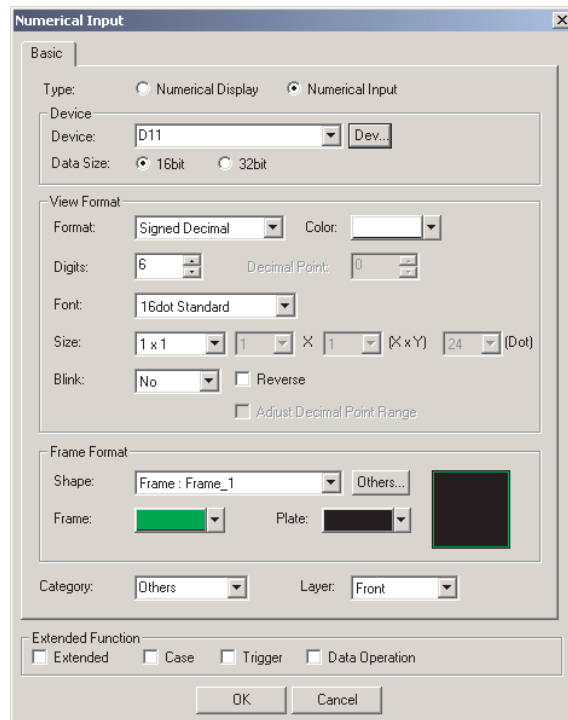 Numerical Input
Basic
Type: Numerical Display Numerical Input
Device
Device: D11 Dev...
Data Size: 16bit 32bit
View Format
Format: Signed Decimal Color:
Digits: 6 Decimal Point: 0
Font: 16dot Standard
Size: 1 x 1 1 X 1 (X x Y) 24 (Dot)
Blink: No Reverse
Adjust Decimal Point Range
Frame Format
Shape: Frame : Frame_1 Others...
Frame: Plate:
Category: Others Layer: Front
Extended Function
Extended Case Trigger Data Operation
OK Cancel